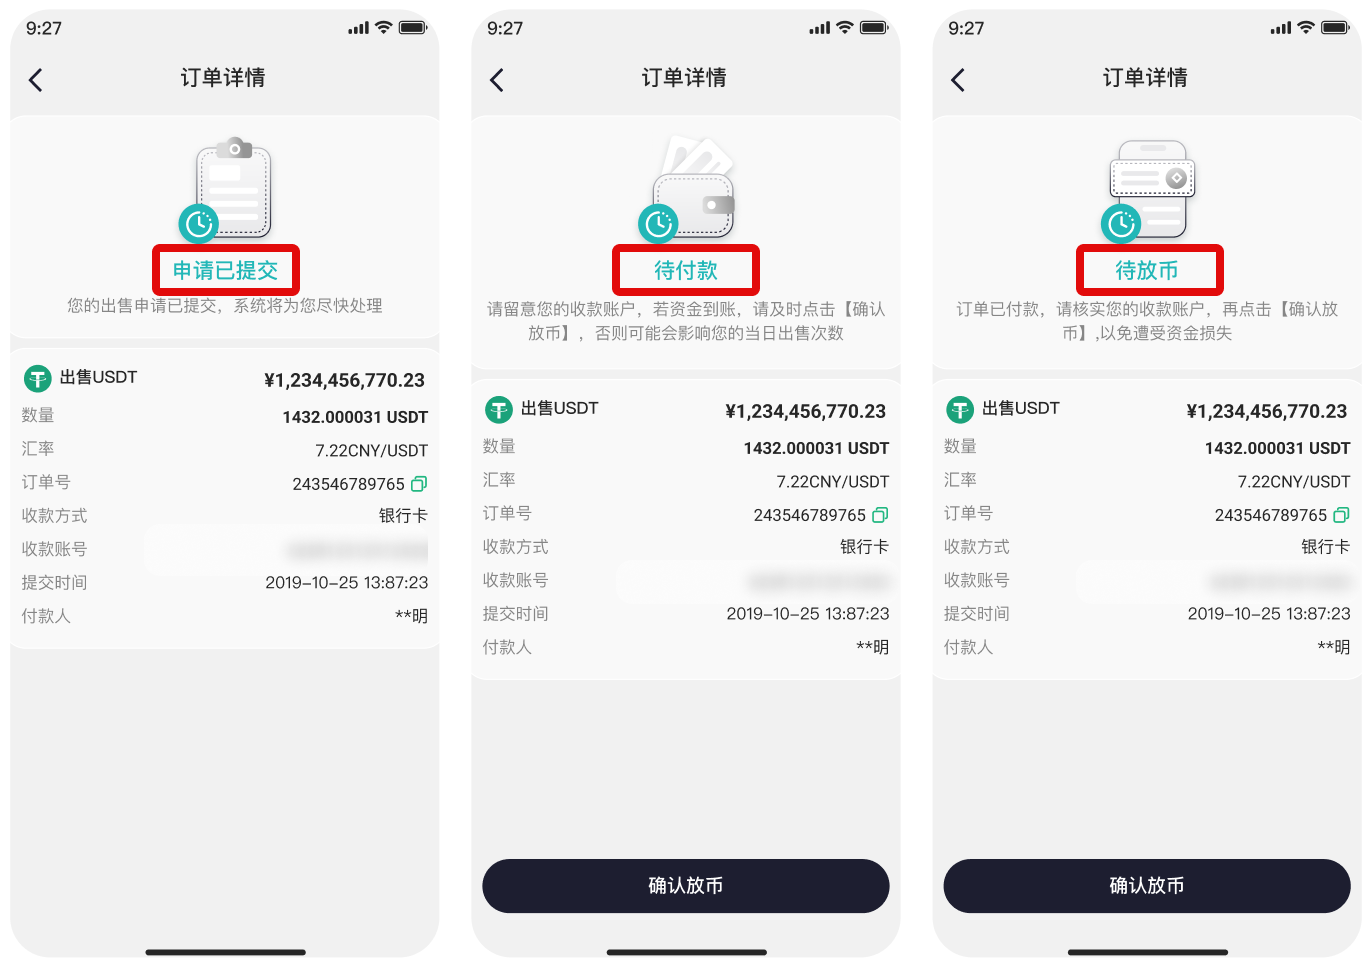 9:27
订单详情
申请已提交
您的出售申请已提交，系统将为您尽快处理
出售USDT
¥1,234,456,770.23
数量
1432.000031 USDT
汇率
7.22CNY/USDT
订单号
243546789765
收款方式
银行卡
收款账号
提交时间
2019-10-25 13:87:23
付款人
**明
9:27
订单详情
待付款
请留意您的收款账户，若资金到账，请及时点击【确认
放币】，否则可能会影响您的当日出售次数
出售USDT
¥1,234,456,770.23
数量
1432.000031 USDT
汇率
7.22CNY/USDT
订单号
243546789765
收款方式
银行卡
收款账号
提交时间
2019-10-25 13:87:23
付款人
**明
确认放币
9:27
订单详情
待放币
订单已付款，请核实您的收款账户，再点击【确认放
币】,以免遭受资金损失
出售USDT
¥1,234,456,770.23
数量
1432.000031 USDT
汇率
7.22CNY/USDT
订单号
243546789765
收款方式
银行卡
收款账号
提交时间
2019-10-25 13:87:23
付款人
**明
确认放币